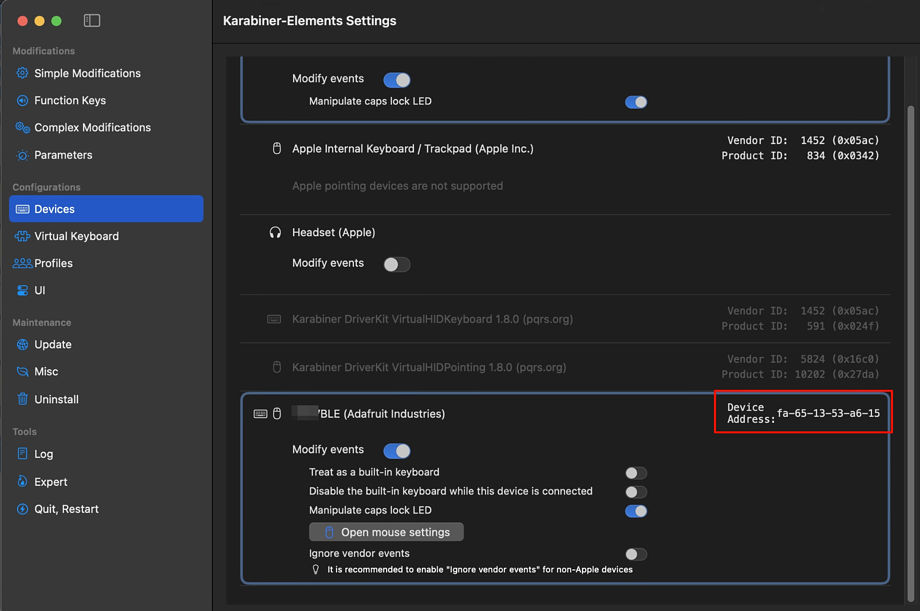 Karabiner-Elements Settings
Modifications
Simple Modifications
Function Keys
Complex Modifications
Parameters
Configurations
Devices
Virtual Keyboard
Profiles
UI
Maintenance
Update
Misc
Uninstall
Tools
Log
Expert
Quit, Restart
Modify events
Manipulate caps lock LED
Apple Internal Keyboard / Trackpad (Apple Inc.)
Vendor ID: 1452 (0x05ac)
Product ID: 834 (0x0342)
Apple pointing devices are not supported
Headset (Apple)
Modify events
Karabiner DriverKit VirtualHIDKeyboard 1.8.0 (pqrs.org)
Vendor ID: 1452 (0x05ac)
Product ID: 591 (0x024f)
Karabiner DriverKit VirtualHIDPointing 1.8.0 (pqrs.org)
Vendor ID: 5824 (0x16c0)
Product ID: 10202 (0x27da)
BLE (Adafruit Industries)
Device Address: fa-65-13-53-a6-15
Modify events
Treat as a built-in keyboard
Disable the built-in keyboard while this device is connected
Manipulate caps lock LED
Open mouse settings
Ignore vendor events
It is recommended to enable "Ignore vendor events" for non-Apple devices